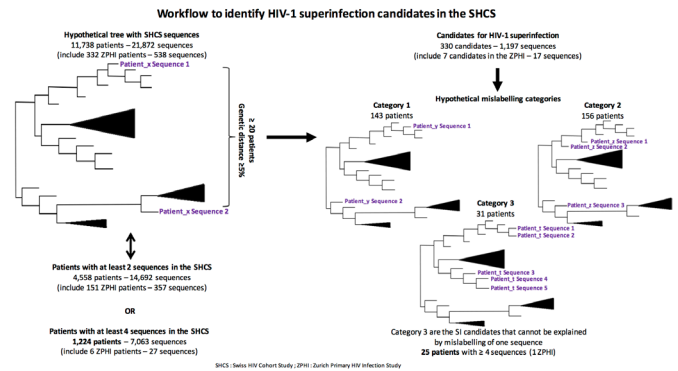 Workflow to identify HIV-1 superinfection candidates in the SHCS
Hypothetical tree with SHCS sequences
11,738 patients – 21,872 sequences
(include 332 ZPHI patients – 538 sequences)
Patient_x Sequence 1
≥ 20 patients
Genetic distance ≥5%
Patient_x Sequence 2
Patients with at least 2 sequences in the SHCS
4,558 patients – 14,692 sequences
(include 151 ZPHI patients – 357 sequences)
OR
Patients with at least 4 sequences in the SHCS
1,224 patients – 7,063 sequences
(include 6 ZPHI patients – 27 sequences)
Candidates for HIV-1 superinfection
330 candidates – 1,197 sequences
(include 7 candidates in the ZPHI – 17 sequences)
Hypothetical mislabelling categories
Category 1
143 patients
Patient_y Sequence 1
Patient_y Sequence 2
Category 2
156 patients
Patient_z Sequence 1
Patient_z Sequence 2
Patient_z Sequence 3
Category 3
31 patients
Patient_t Sequence 1
Patient_t Sequence 2
Patient_t Sequence 3
Patient_t Sequence 4
Patient_t Sequence 5
Category 3 are the SI candidates that cannot be explained
by mislabelling of one sequence
25 patients with ≥ 4 sequences (1 ZPHI)
SHCS : Swiss HIV Cohort Study ; ZPHI : Zurich Primary HIV Infection Study